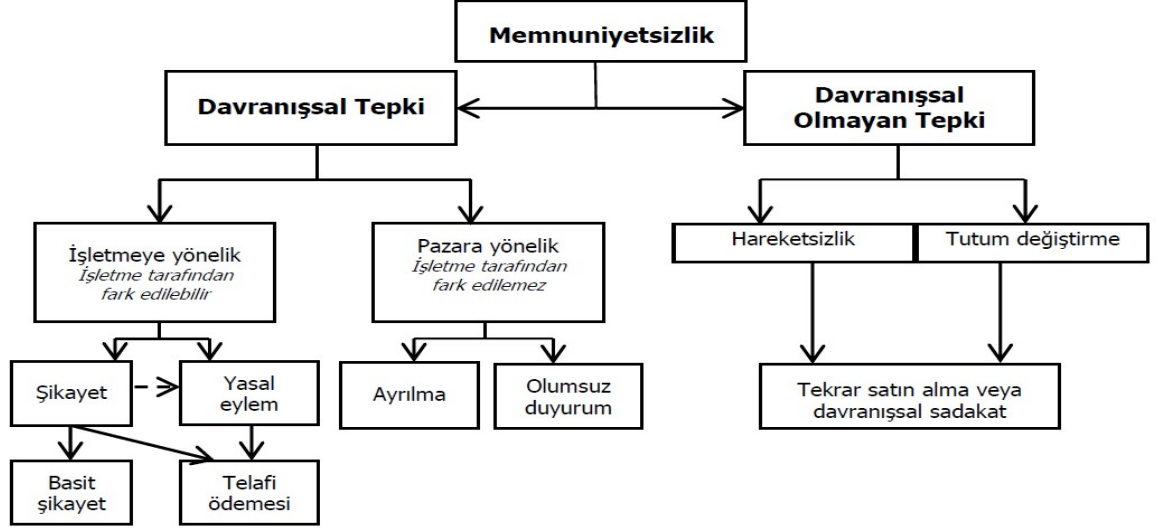 Memnuniyetsizlik
Davranışsal Tepki
Davranışsal
Olmayan Tepki
İşletmeye yönelik
İşletme tarafından
fark edilebilir
Pazara yönelik
İşletme tarafından
fark edilemez
Hareketsizlik
Tutum değiştirme
Şikayet
Yasal
eylem
Ayrılma
Olumsuz
duyurum
Tekrar satın alma veya
davranışsal sadakat
Basit
şikayet
Telafi
ödemesi